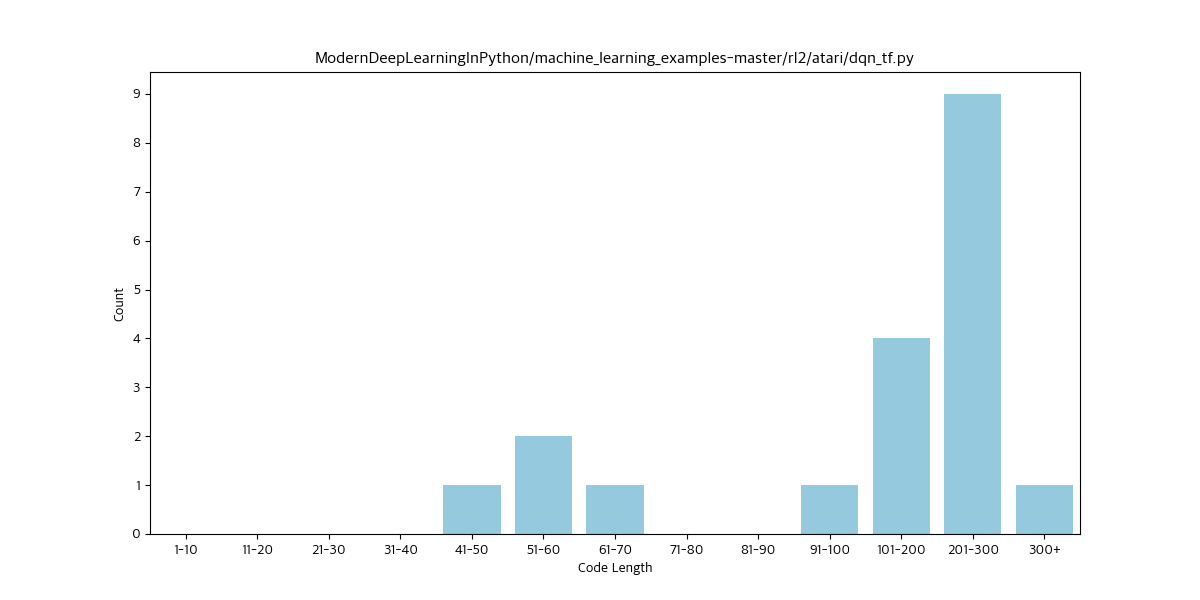 ModernDeepLearningInPython/machine_learning_examples-master/rl2/atari/dqn_tf.py
9
8
7
6
5
4
3
2
1
0
Count
1-10 11-20 21-30 31-40 41-50 51-60 61-70 71-80 81-90 91-100 101-200 201-300 300+
Code Length